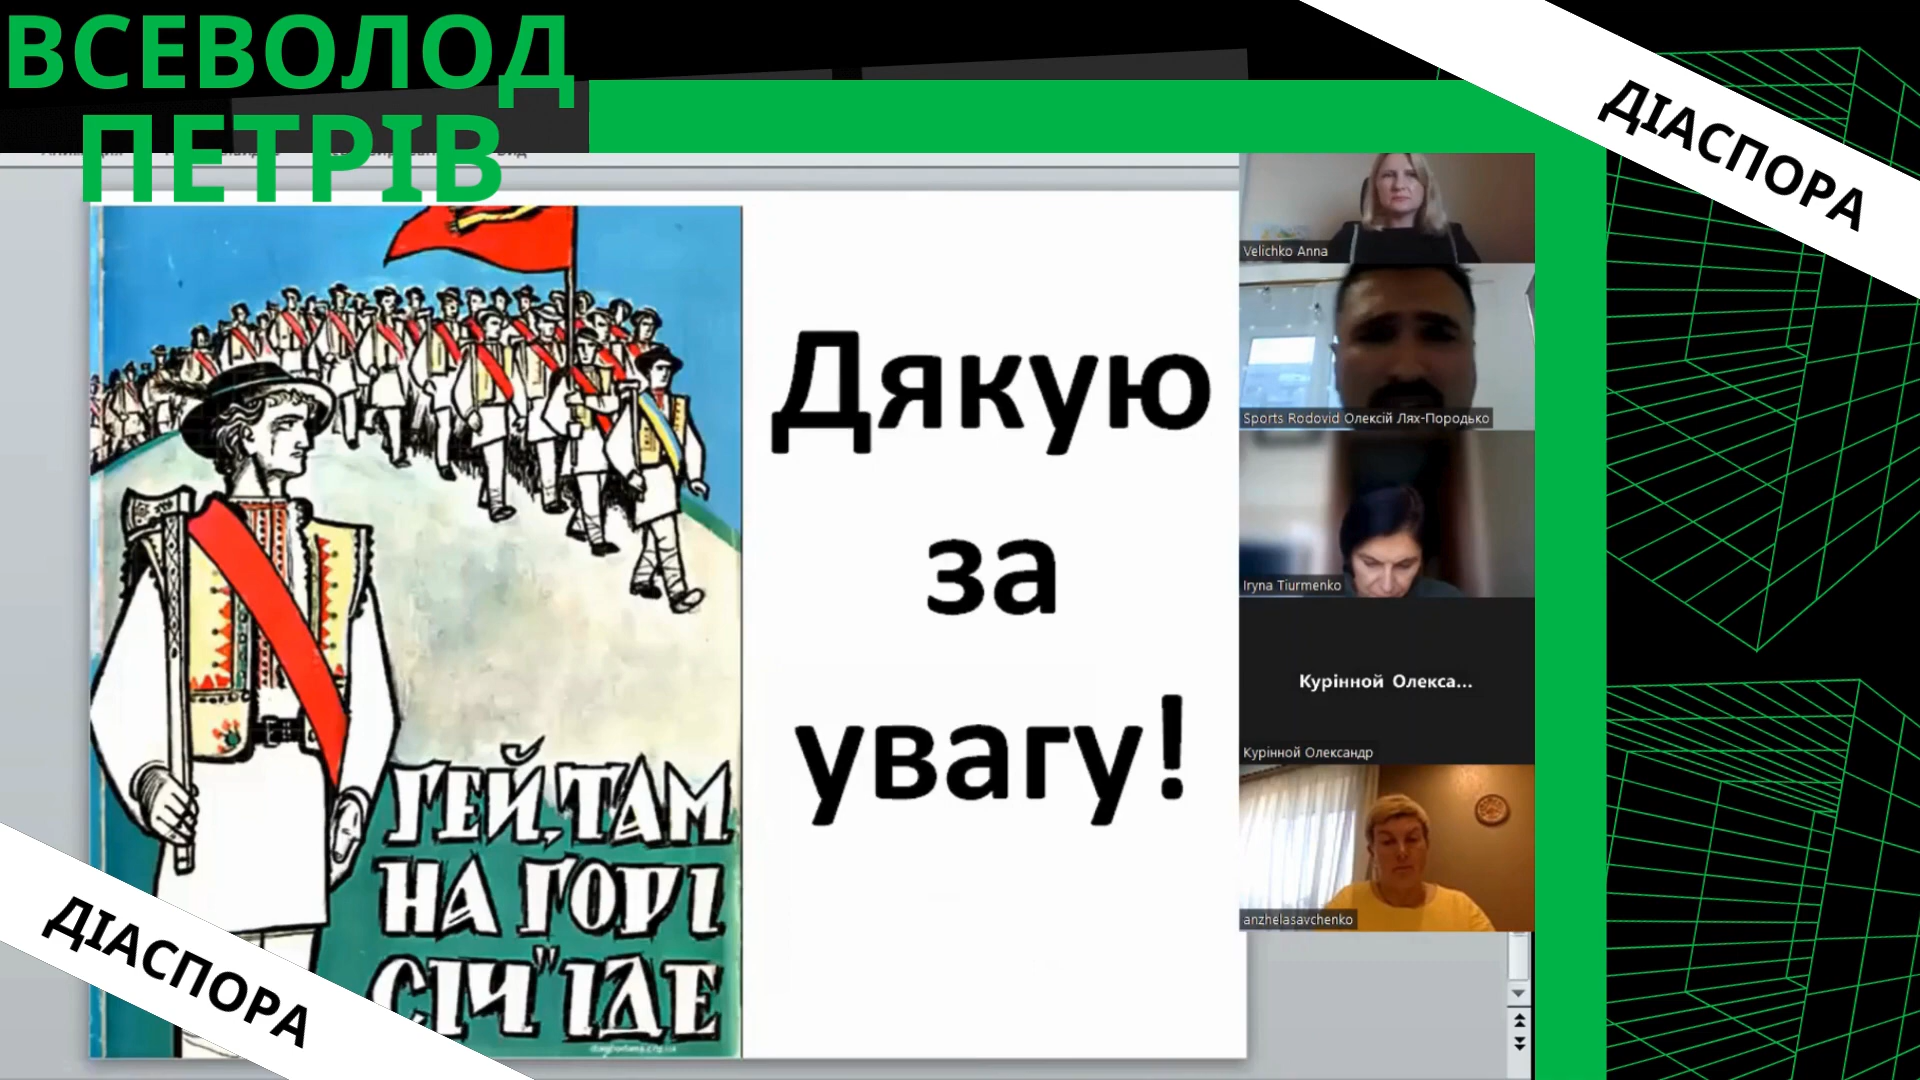 ВСЕВОЛОД
ПЕТРІВ
ДІАСПОРА
Дякую
за
увагу!
ГЕЙ, ТАМ
НА ГОРІ
"СІЧ" ІДЕ
ДІАСПОРА
Velichko Anna
Sports Rodovid Олексій Лях-Породько
Iryna Tiurmenko
Курінной Олекса...
Курінной Олександр
anzhelasavchenko